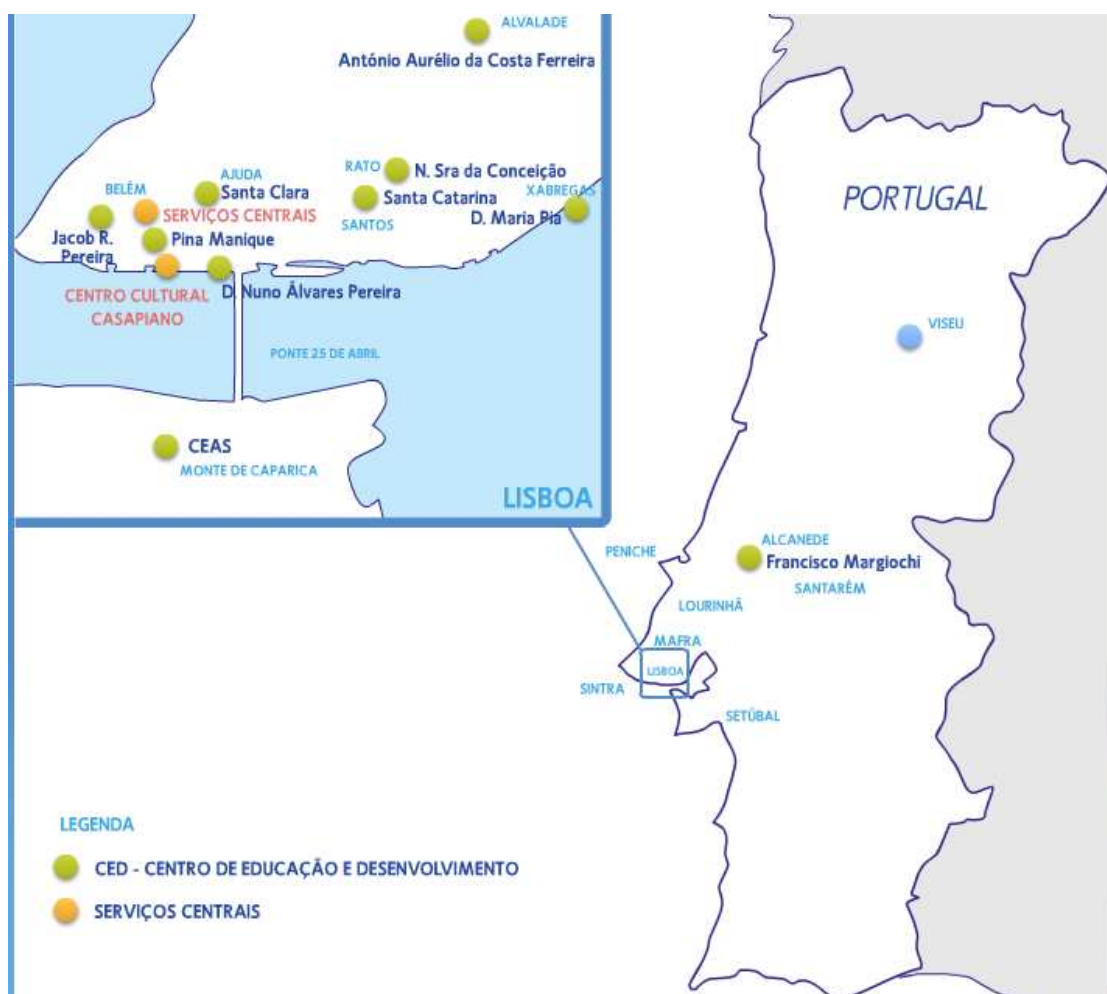 ALVALADE
António Aurélio da Costa Ferreira
RATO
N. Sra da Conceição
AJUDA
Santa Clara
BELÉM
Santa Catarina
XABREGAS
SERVIÇOS CENTRAIS
D. Maria Pia
SANTOS
Jacob R.
Pereira
Pina Manique
D. Nuno Álvares Pereira
CENTRO CULTURAL
CASAPIANO
PONTE 25 DE ABRIL
CEAS
MONTE DE CAPARICA
LISBOA
PORTUGAL
VISEU
ALCANEDE
Francisco Margiochi
PENICHE
SANTARÉM
LOURINHÃ
MAFRA
LISBOA
SINTRA
SETÚBAL
LEGENDA
CED - CENTRO DE EDUCAÇÃO E DESENVOLVIMENTO
SERVIÇOS CENTRAIS